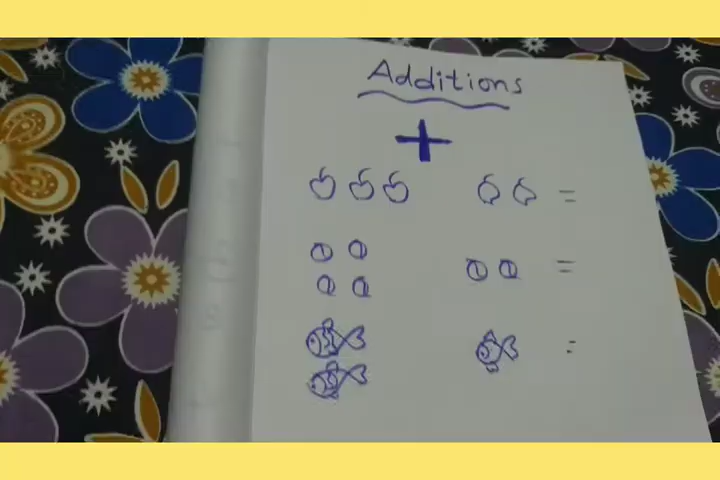 Additions
+
=
=
=